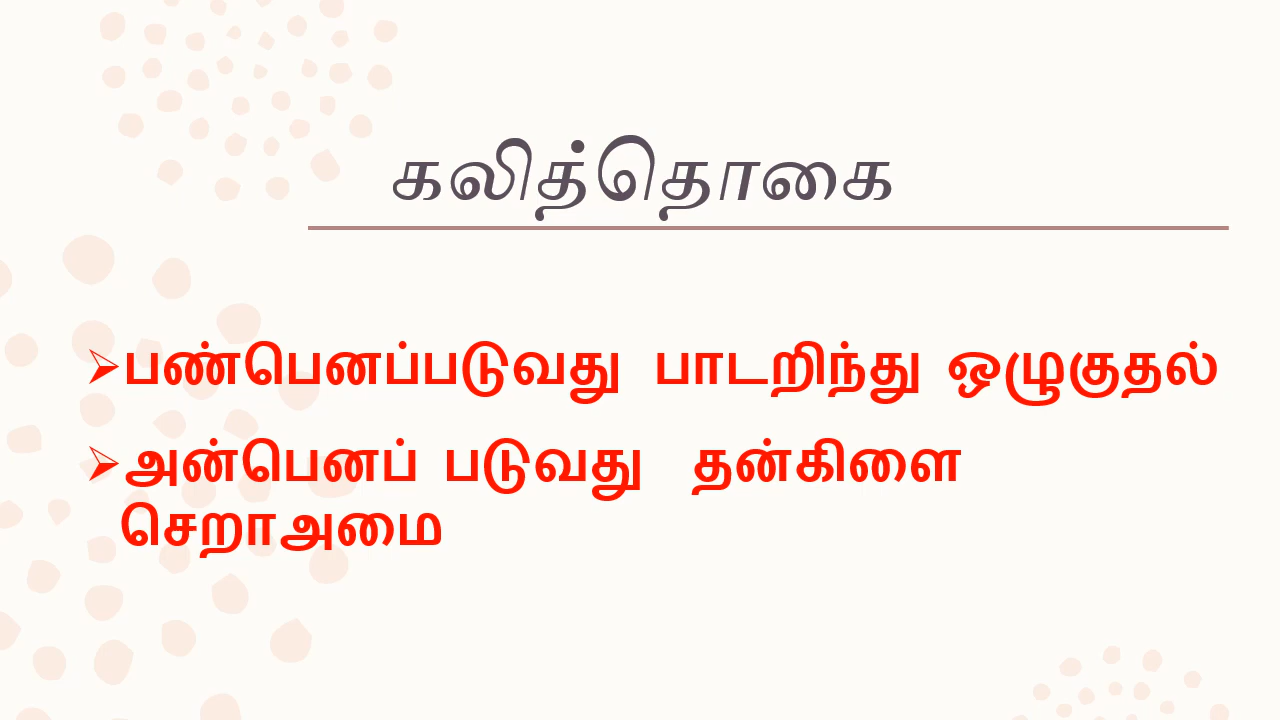 கலித்தொகை
➢பண்பெனப்படுவது பாடறிந்து ஒழுகுதல்
➢அன்பெனப் படுவது தன்கிளை
செறாஅமை